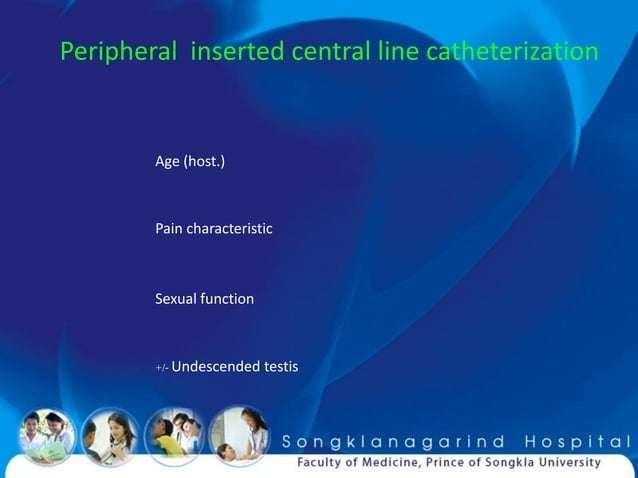 Peripheral inserted central line catheterization
Age (host.)
Pain characteristic
Sexual function
+/- Undescended testis
Songklanagarind Hospital
Faculty of Medicine, Prince of Songkla University